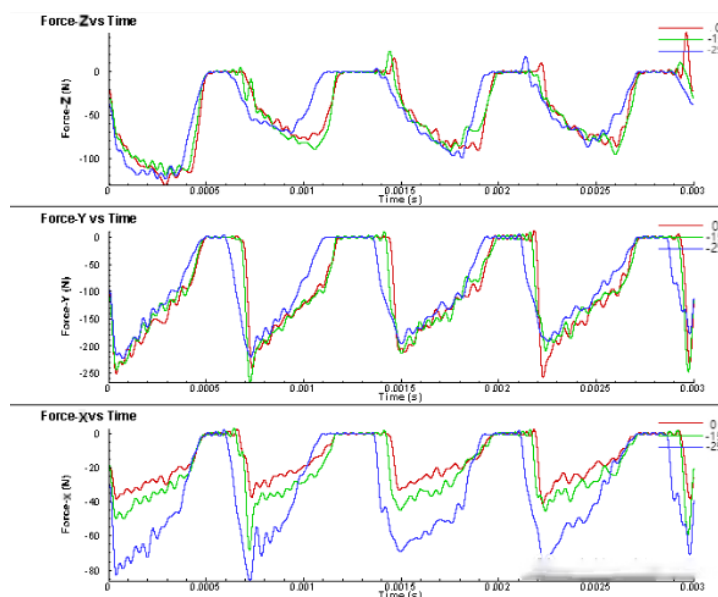 Force-Z vs Time
0
0
-50
-100
Force-Z (N)
0 0.0005 0.001 0.0015 0.002 0.0025 0.003
Time (s)
Force-Y vs Time
0
0
-50
-100
-150
-200
-250
Force-Y (N)
0 0.0005 0.001 0.0015 0.002 0.0025 0.003
Time (s)
Force-X vs Time
0
0
-20
-40
-60
-80
Force-X (N)
0 0.0005 0.001 0.0015 0.002 0.0025 0.003
Time (s)